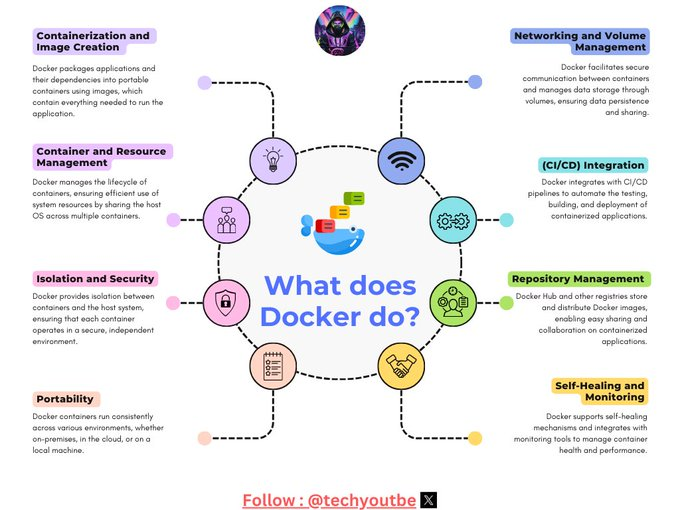 Containerization and
Image Creation
Docker packages applications and
their dependencies into portable
containers using images, which
contain everything needed to run the
application.
Container and Resource
Management
Docker manages the lifecycle of
containers, ensuring efficient use of
system resources by sharing the host
OS across multiple containers.
Isolation and Security
Docker provides isolation between
containers and the host system,
ensuring that each container
operates in a secure, independent
environment.
Portability
Docker containers run consistently
across various environments, whether
on-premises, in the cloud, or on a
local machine.
What does
Docker do?
Networking and Volume
Management
Docker facilitates secure
communication between containers
and manages data storage through
volumes, ensuring data persistence
and sharing.
(CI/CD) Integration
Docker integrates with CI/CD
pipelines to automate the testing,
building, and deployment of
containerized applications.
Repository Management
Docker Hub and other registries store
and distribute Docker images,
enabling easy sharing and
collaboration on containerized
applications.
Self-Healing and
Monitoring
Docker supports self-healing
mechanisms and integrates with
monitoring tools to manage container
health and performance.
Follow : @techyoutbe